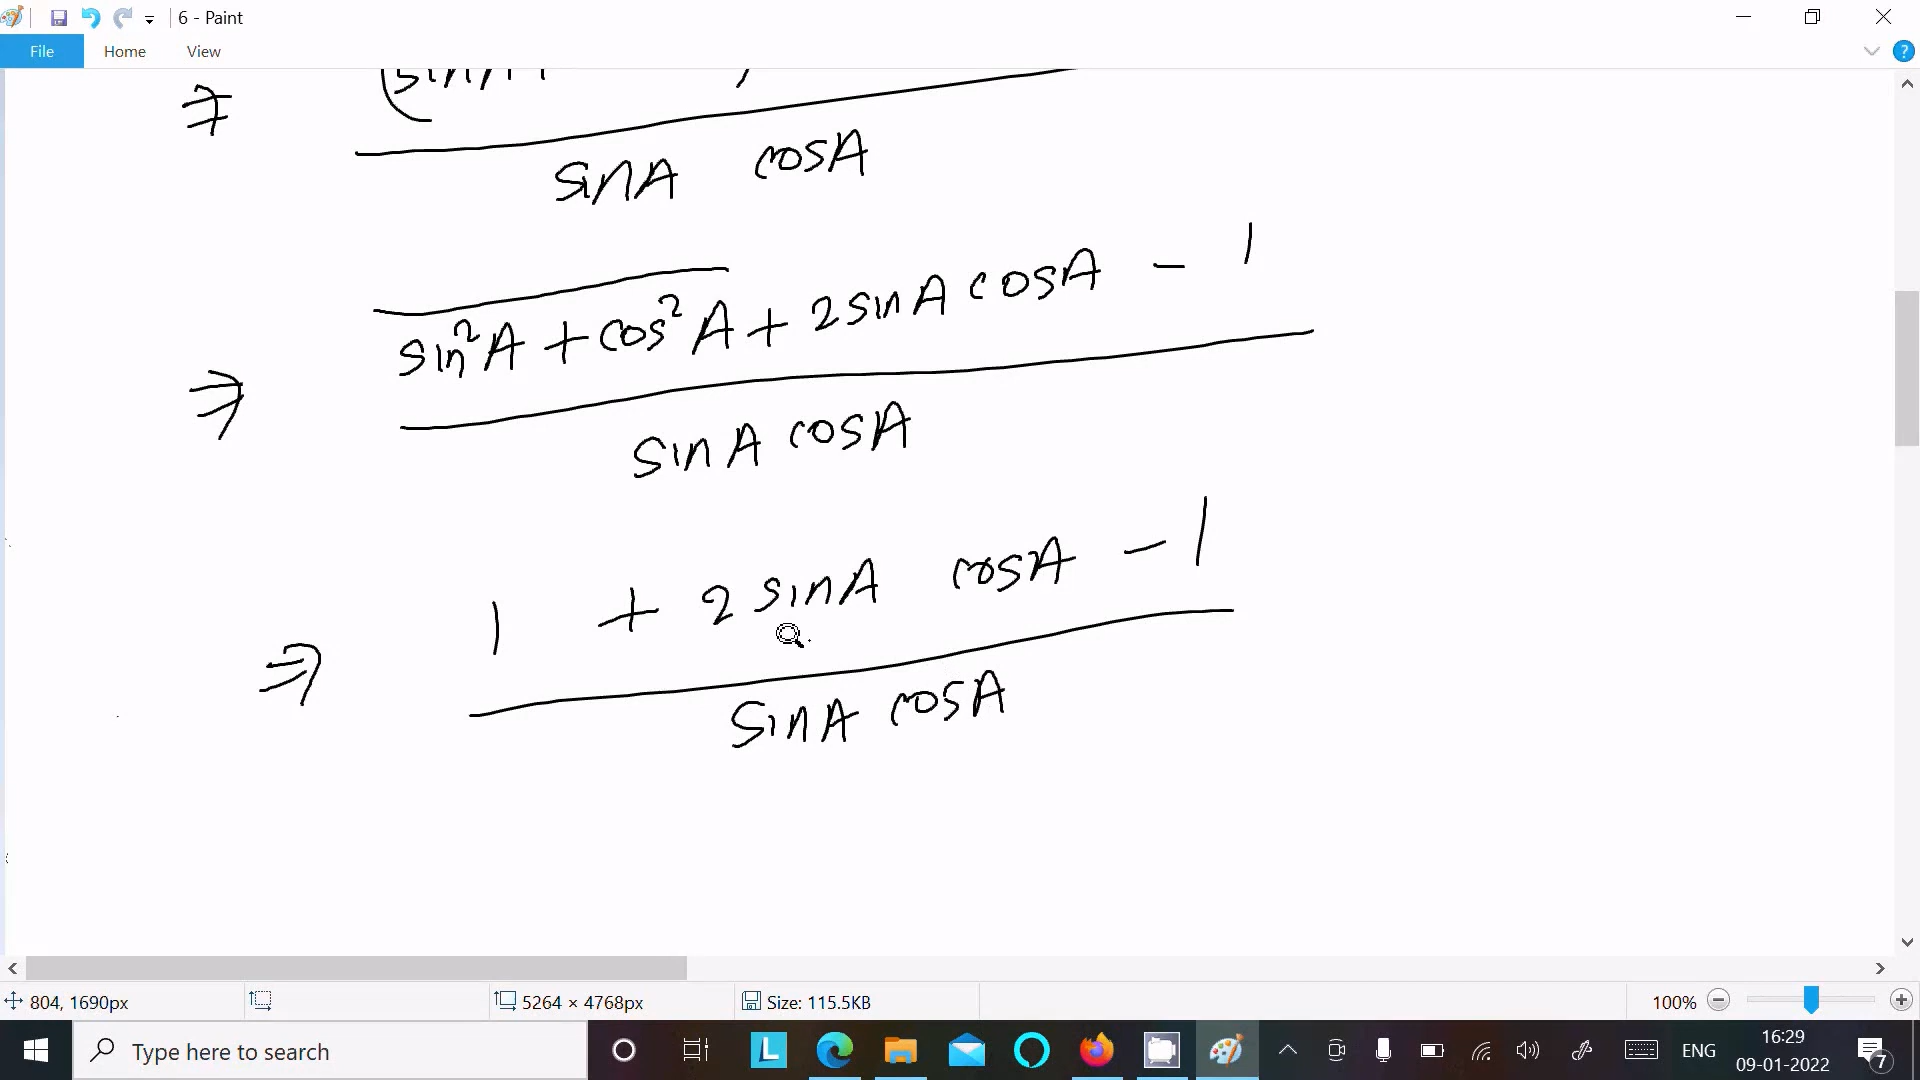 6 - Paint
File Home View
⇒
sinA cosA
sin²A + cos²A + 2sinA cosA - 1
⇒
sinA cosA
1 + 2 sinA cosA - 1
⇒
sinA cosA
804, 1690px 5264 × 4768px Size: 115.5KB 100%
Type here to search
L
ENG
16:29
09-01-2022
7